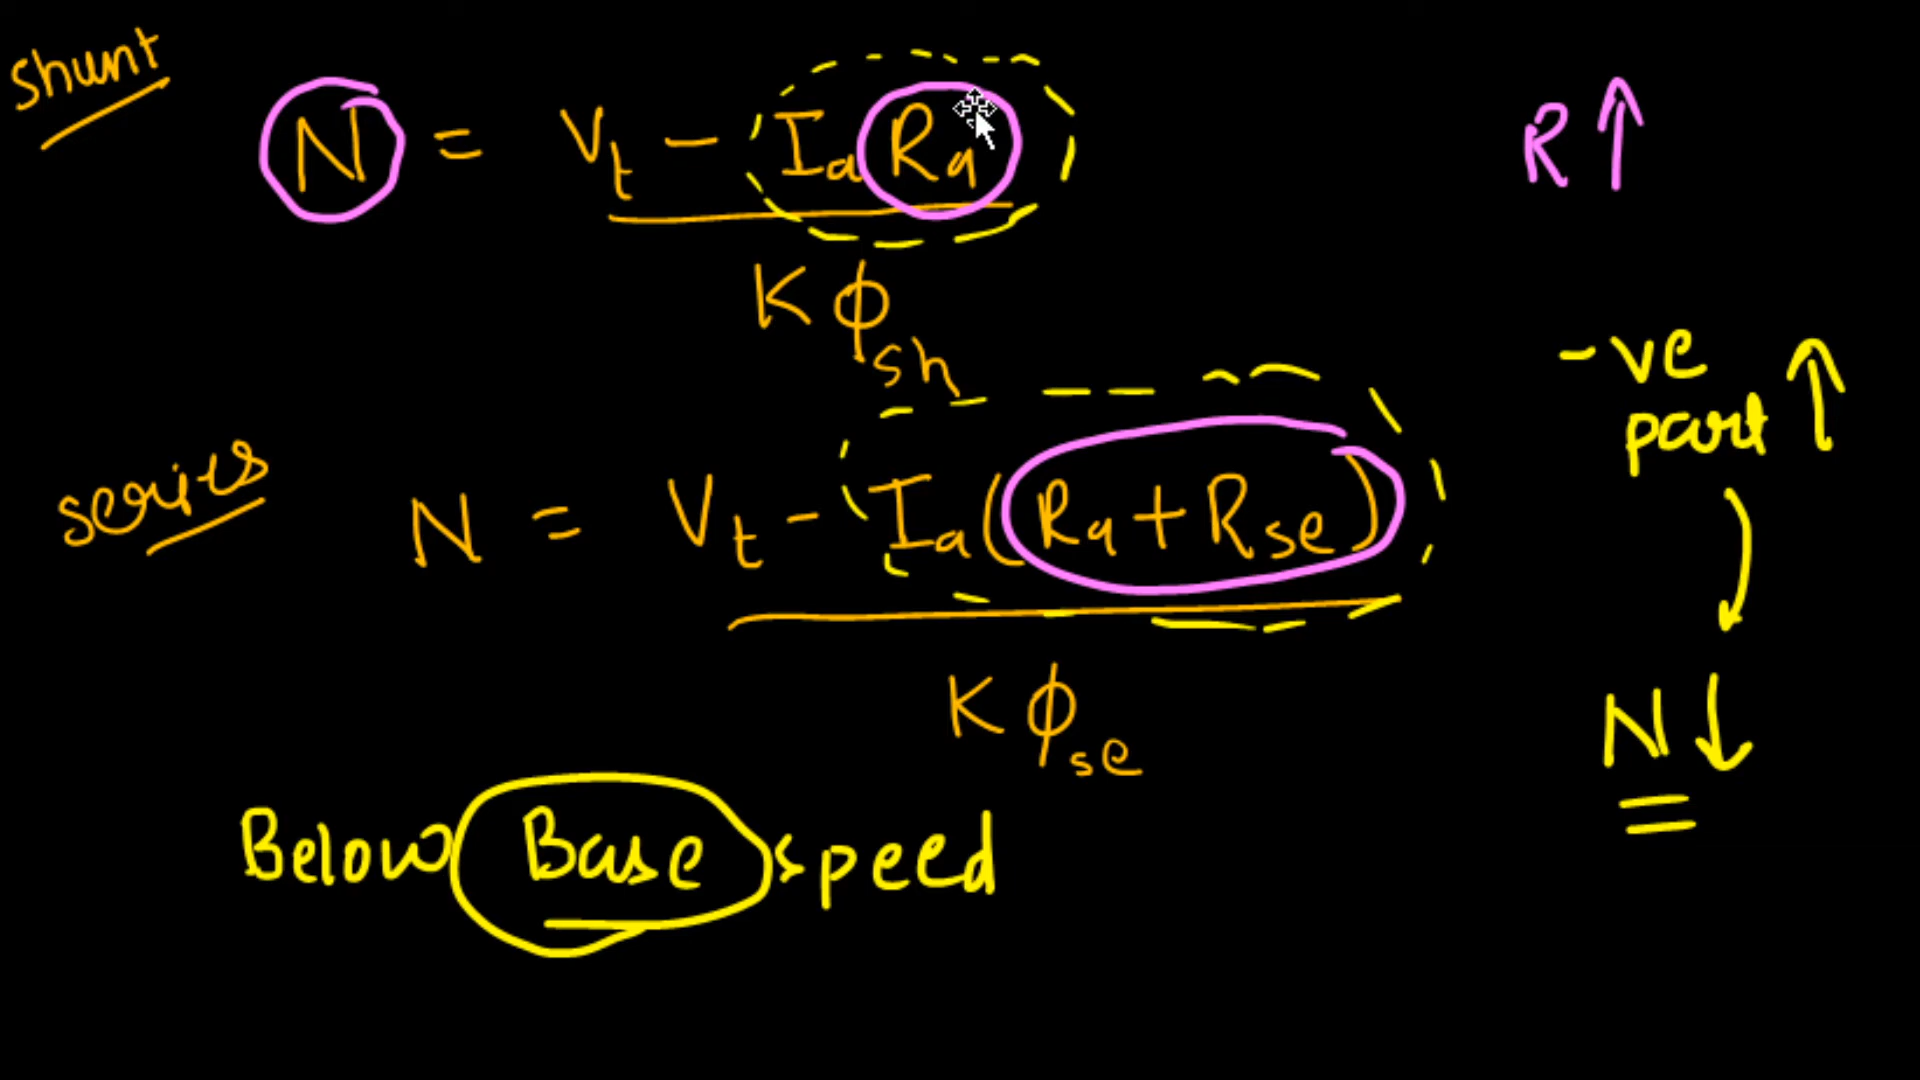 shunt
N = Vt - IaRa
Kϕsh
R↑
-ve
part ↑
series
N = Vt - Ia(Ra + Rse)
Kϕse
N↓
Below Base speed